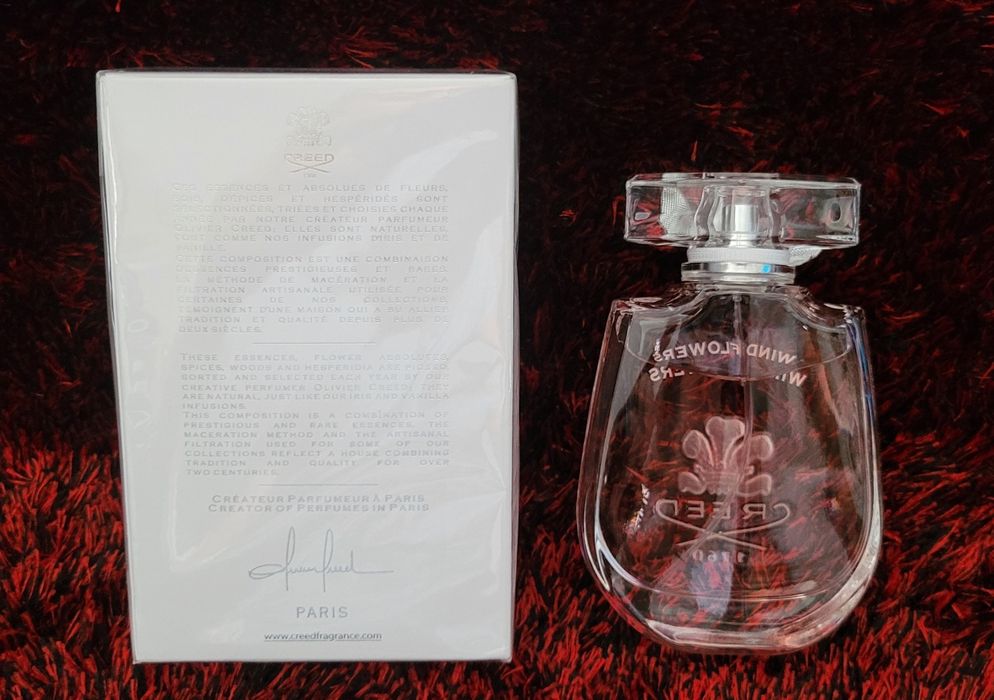 CREED
1760
CES ESSENCES ET ABSOLUES DE FLEURS,
BOIS, ÉPICES ET HESPÉRIDÉS SONT
SÉLECTIONNÉES, TRIÉES ET CHOISIES CHAQUE
ANNÉE PAR NOTRE CRÉATEUR PARFUMEUR
OLIVIER CREED; ELLES SONT NATURELLES,
TOUT COMME NOS INFUSIONS D'IRIS ET DE
VANILLE.
CETTE COMPOSITION EST UNE COMBINAISON
D'ESSENCES PRESTIGIEUSES ET RARES.
LA MÉTHODE DE MACÉRATION ET LA
FILTRATION ARTISANALE UTILISÉE POUR
CERTAINES DE NOS COLLECTIONS,
TÉMOIGNENT D'UNE MAISON QUI A SU ALLIER
TRADITION ET QUALITÉ DEPUIS PLUS DE
DEUX SIÈCLES.
THESE ESSENCES, FLOWER ABSOLUTES,
SPICES, WOODS AND HESPERIDIA ARE PICKED,
SORTED AND SELECTED EACH YEAR BY OUR
CREATIVE PERFUMER OLIVIER CREED; THEY
ARE NATURAL, JUST LIKE OUR IRIS AND VANILLA
INFUSIONS.
THIS COMPOSITION IS A COMBINATION OF
PRESTIGIOUS AND RARE ESSENCES. THE
MACERATION METHOD AND THE ARTISANAL
FILTRATION USED FOR SOME OF OUR
COLLECTIONS REFLECT A HOUSE COMBINING
TRADITION AND QUALITY FOR OVER
TWO CENTURIES.
CRÉATEUR PARFUMEUR À PARIS
CREATOR OF PERFUMES IN PARIS
PARIS
www.creedfragrance.com
WIND FLOWERS
CREED
1760